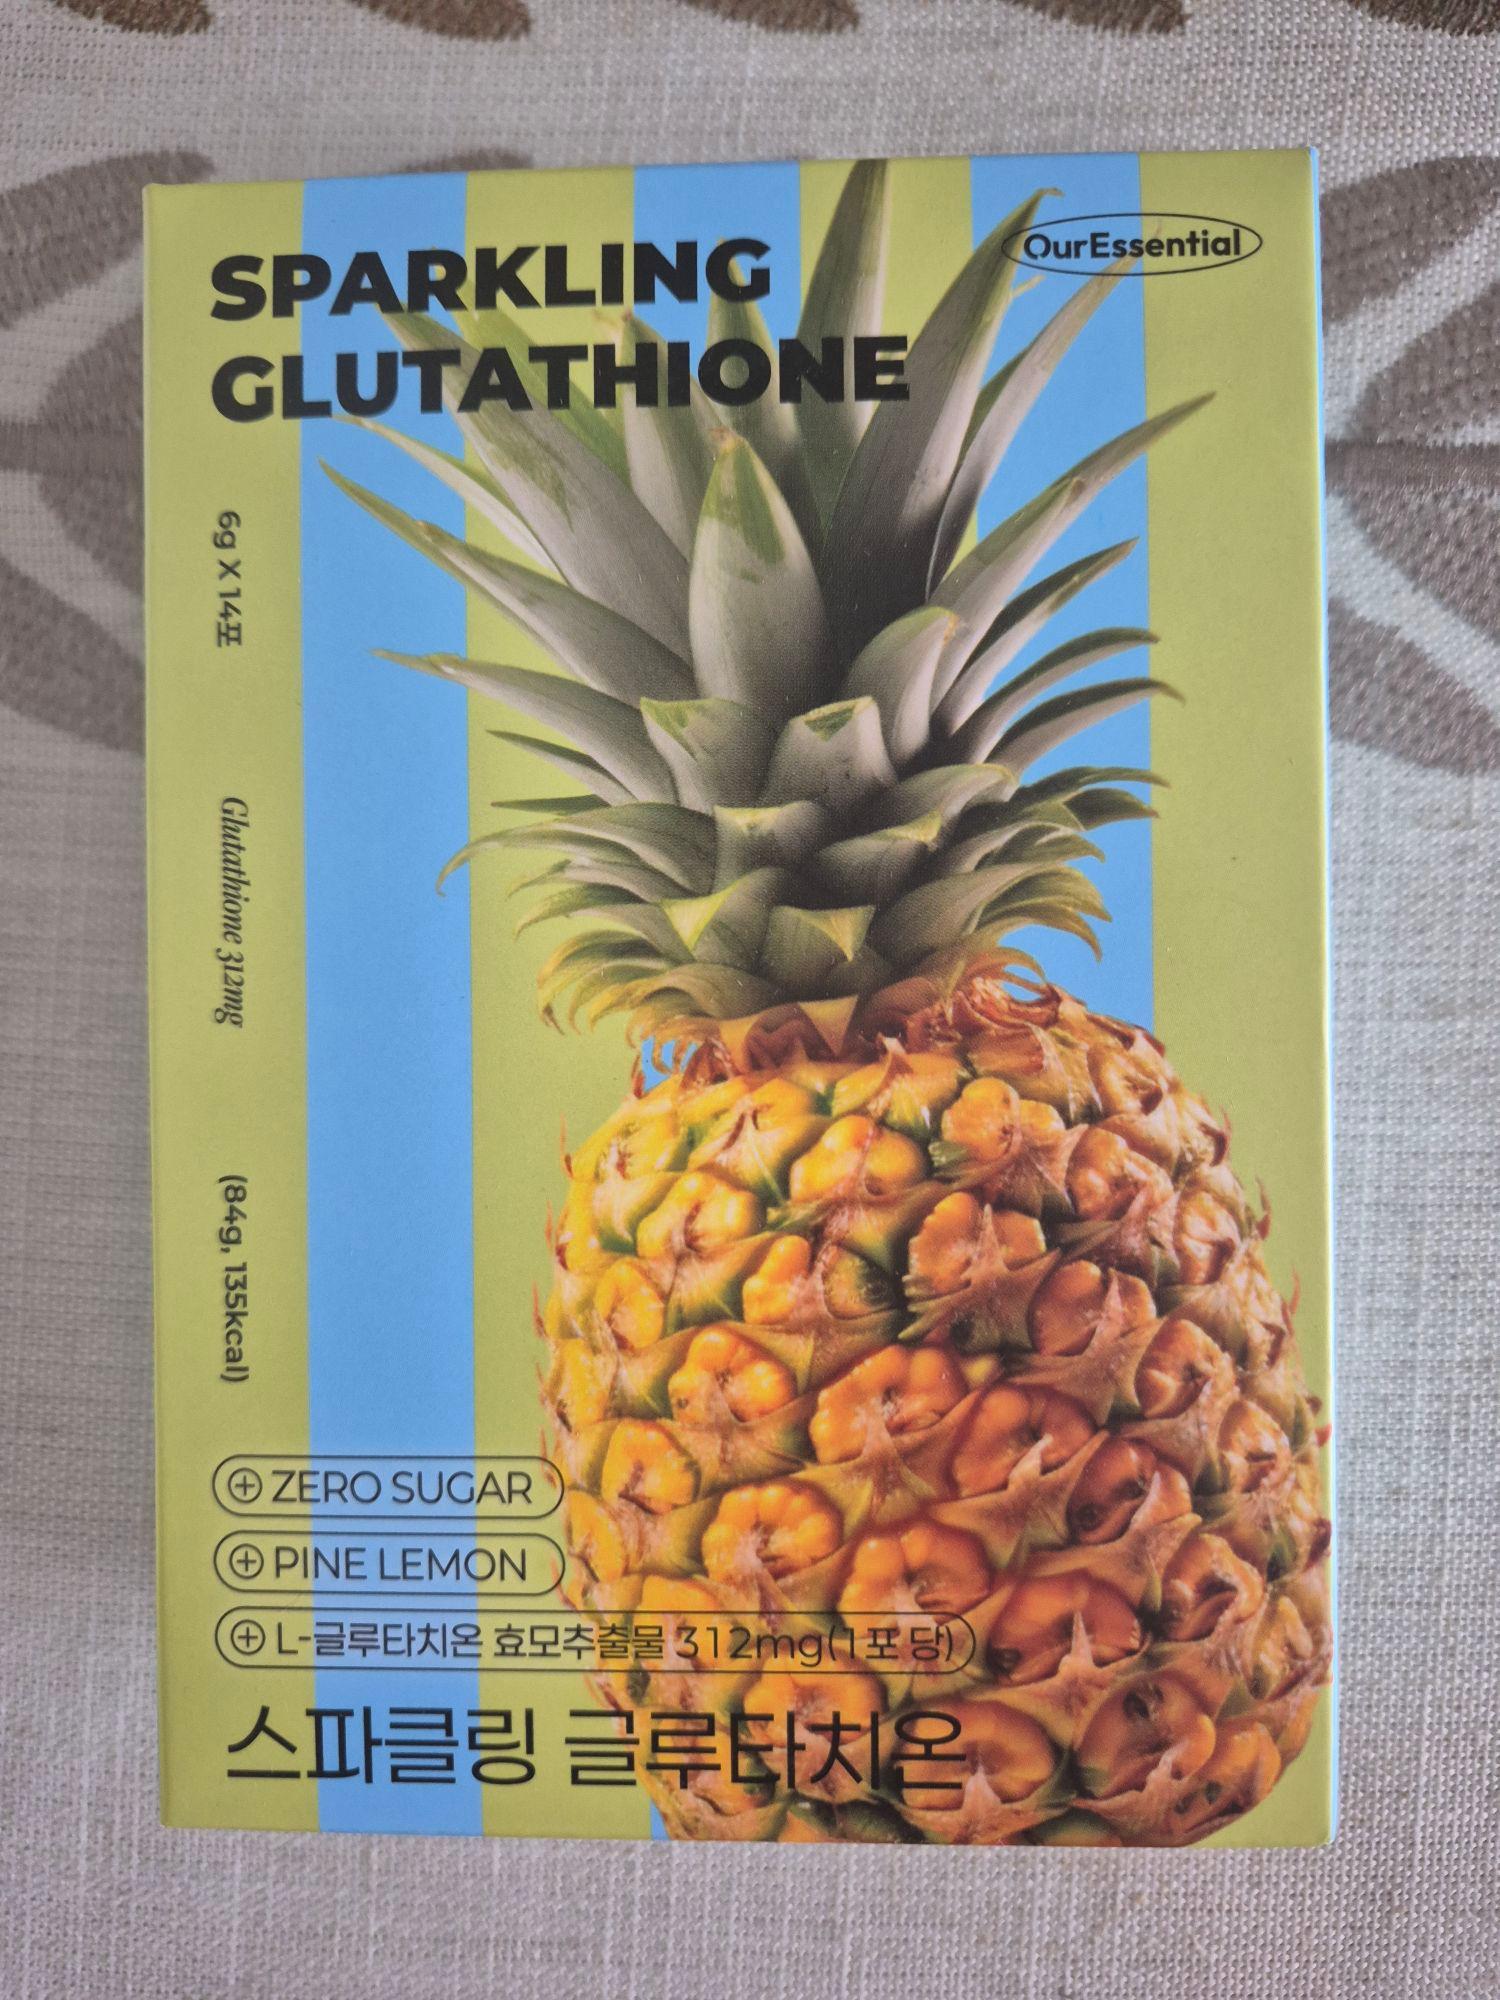 SPARKLING
GLUTATHIONE
OurEssential
6g X 14포
Glutathione 312mg
(84g, 135kcal)
ZERO SUGAR
PINE LEMON
L-글루타치온 효모추출물 312mg(1포 당)
스파클링 글루타치온